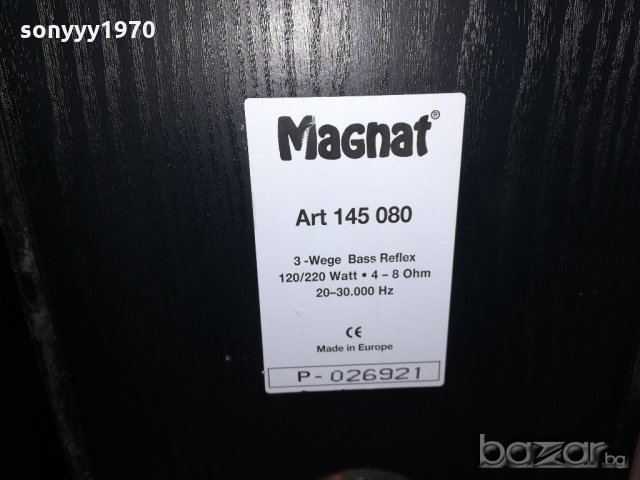 sonyyy1970
Magnat®
Art 145 080
3 -Wege Bass Reflex
120/220 Watt • 4 – 8 Ohm
20–30.000 Hz
CE
Made in Europe
P- 026921
bazar.bg